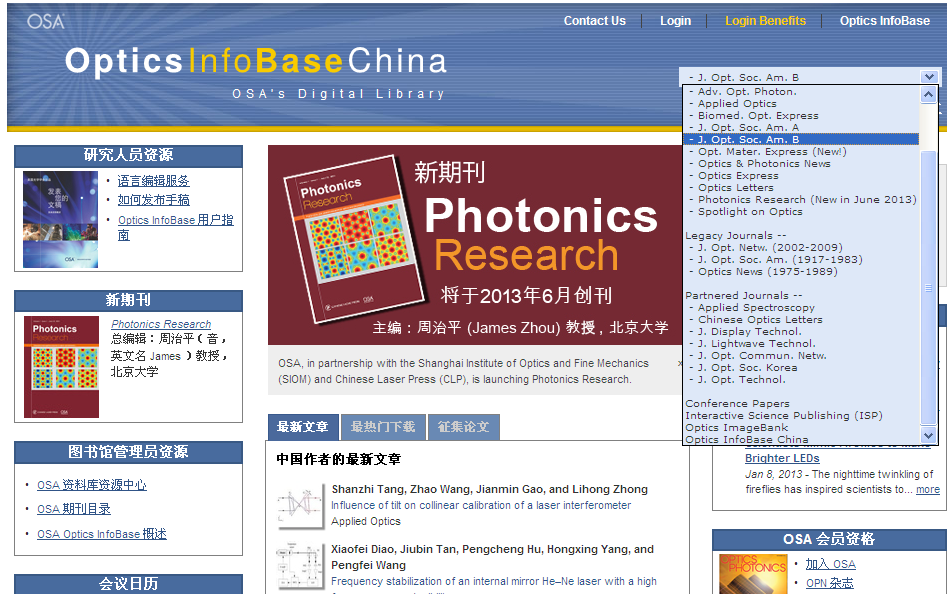 OSA
Contact Us
Login
Login Benefits
Optics InfoBase
OpticsInfoBaseChina
OSA's Digital Library
- J. Opt. Soc. Am. B
- Adv. Opt. Photon.
- Applied Optics
- Biomed. Opt. Express
- J. Opt. Soc. Am. A
- J. Opt. Soc. Am. B
- Opt. Mater. Express (New!)
- Optics & Photonics News
- Optics Express
- Optics Letters
- Photonics Research (New in June 2013)
- Spotlight on Optics
Legacy Journals --
- J. Opt. Netw. (2002-2009)
- J. Opt. Soc. Am. (1917-1983)
- Optics News (1975-1989)
Partnered Journals --
- Applied Spectroscopy
- Chinese Optics Letters
- J. Display Technol.
- J. Lightwave Technol.
- J. Opt. Commun. Netw.
- J. Opt. Soc. Korea
- J. Opt. Technol.
Conference Papers
Interactive Science Publishing (ISP)
Optics ImageBank
Optics InfoBase China
研究人员资源
发表
您的
文稿
OSA
• 语言编辑服务
• 如何发布手稿
• Optics InfoBase 用户指
南
新期刊
Photonics
Research
Photonics Research
总编辑：周治平（音，
英文名 James ）教授，
北京大学
图书馆管理员资源
• OSA 资料库资源中心
• OSA 期刊目录
• OSA Optics InfoBase 概述
会议日历
Photonics
Research
OSA
新期刊
Photonics
Research
将于2013年6月创刊
主编：周治平 (James Zhou) 教授，北京大学
OSA, in partnership with the Shanghai Institute of Optics and Fine Mechanics
(SIOM) and Chinese Laser Press (CLP), is launching Photonics Research.
x
最新文章
最热门下载
征集论文
中国作者的最新文章
Shanzhi Tang, Zhao Wang, Jianmin Gao, and Lihong Zhong
Influence of tilt on collinear calibration of a laser interferometer
Applied Optics
Xiaofei Diao, Jiubin Tan, Pengcheng Hu, Hongxing Yang, and
Pengfei Wang
Frequency stabilization of an internal mirror He–Ne laser with a high
Brighter LEDs
Jan 8, 2013 - The nighttime twinkling of
fireflies has inspired scientists to... more
OSA 会员资格
OPTICS
PHOTONICS
• 加入 OSA
• OPN 杂志